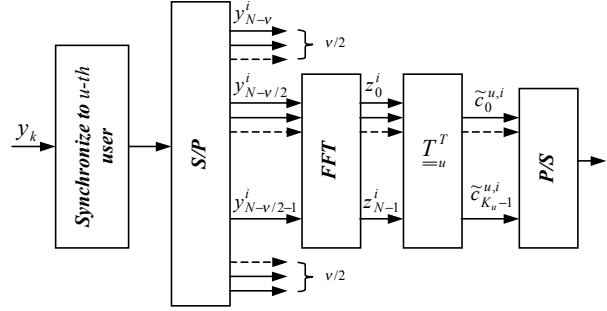 y_k
Synchronize to u-th
user
S/P
y^i_{N-ν}
ν/2
y^i_{N-ν/2}
y^i_{N-ν/2-1}
ν/2
FFT
z^i_0
z^i_{N-1}
T^T_{=u}
c̃^{u,i}_0
c̃^{u,i}_{K_u-1}
P/S